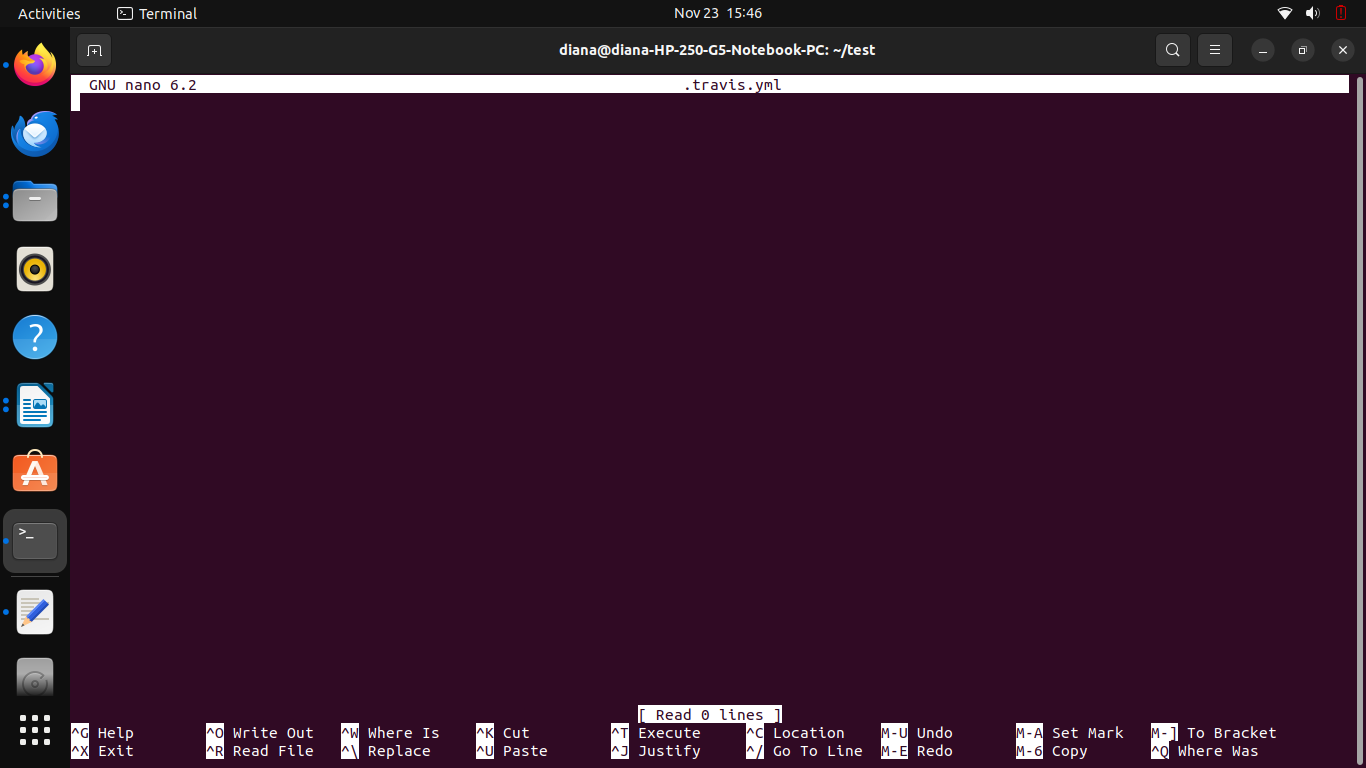 Activities Terminal Nov 23 15:46
diana@diana-HP-250-G5-Notebook-PC: ~/test
GNU nano 6.2 .travis.yml
[ Read 0 lines ]
^G Help ^O Write Out ^W Where Is ^K Cut ^T Execute ^C Location M-U Undo M-A Set Mark M-] To Bracket
^X Exit ^R Read File ^\ Replace ^U Paste ^J Justify ^/ Go To Line M-E Redo M-6 Copy ^Q Where Was